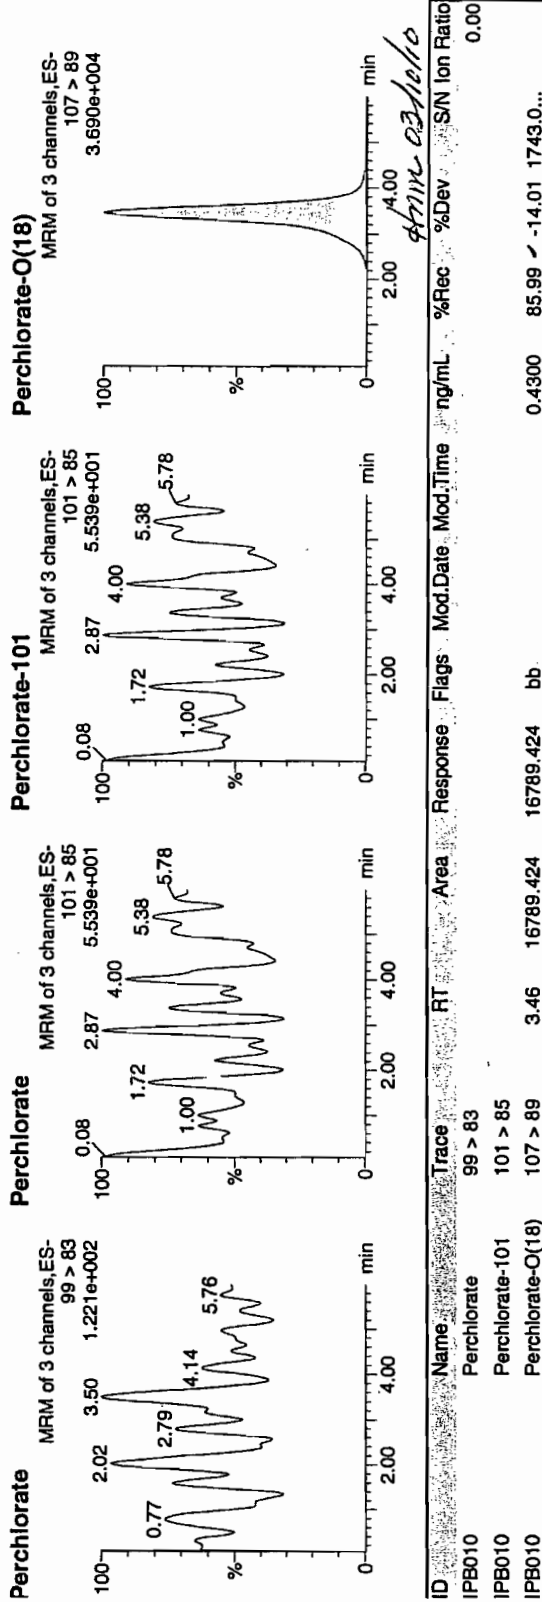 Perchlorate
MRM of 3 channels,ES-
99 > 83
1.221e+002
100
%
0
0.77
2.02
2.79
3.50
4.14
5.76
2.00
4.00
min
Perchlorate
MRM of 3 channels,ES-
101 > 85
5.539e+001
100
%
0
0.08
1.00
1.72
2.87
4.00
5.38
5.78
2.00
4.00
min
Perchlorate-101
MRM of 3 channels,ES-
101 > 85
5.539e+001
100
%
0
0.08
1.00
1.72
2.87
4.00
5.38
5.78
2.00
4.00
min
Perchlorate-O(18)
MRM of 3 channels,ES-
107 > 89
3.690e+004
100
%
0
2.00
4.00
min
03/10/10
ID Name Trace RT Area Response Flags Mod.Date Mod.Time ng/mL %Rec %Dev S/N Ion Ratio
IPB010 Perchlorate 99 > 83 0.00
IPB010 Perchlorate-101 101 > 85
IPB010 Perchlorate-O(18) 107 > 89 3.46 16789.424 16789.424 bb 0.4300 85.99 -14.01 1743.0...